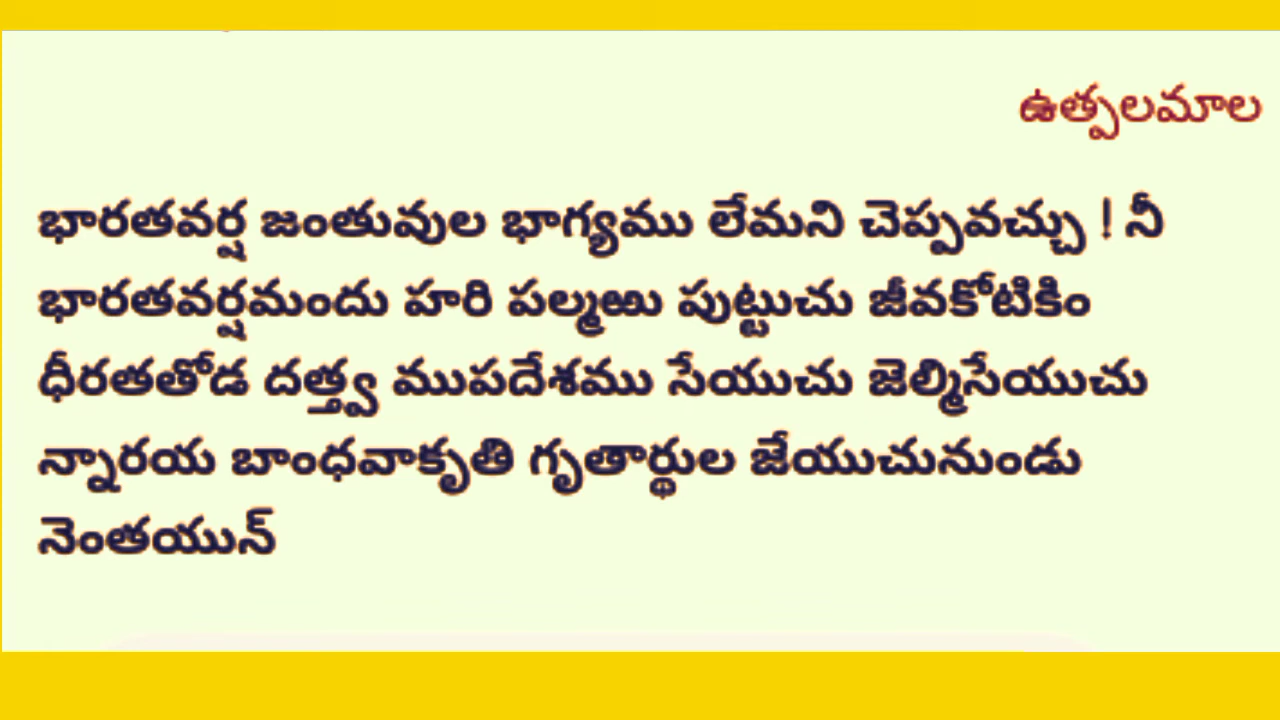 ఉత్పలమాల
భారతవర్ష జంతువుల భాగ్యము లేమని చెప్పవచ్చు ! నీ
భారతవర్షమందు హరి పల్మఱు పుట్టుచు జీవకోటికిం
ధీరతతోడ దత్త్వ ముపదేశము సేయుచు జెల్మిసేయుచు
న్నారయ బాంధవాకృతి గృతార్థుల జేయుచునుండు
నెంతయున్